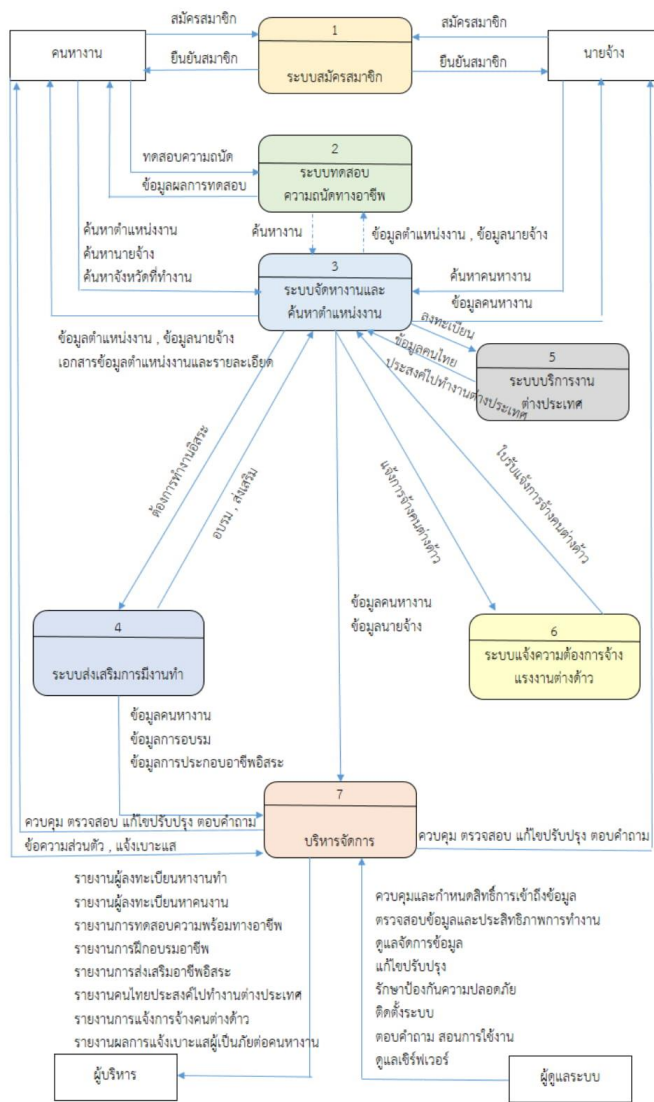 สมัครสมาชิก
สมัครสมาชิก
1
คนหางาน
นายจ้าง
ยืนยันสมาชิก
ยืนยันสมาชิก
ระบบสมัครสมาชิก
2
ทดสอบความถนัด
ระบบทดสอบ
ความถนัดทางอาชีพ
ข้อมูลผลการทดสอบ
ค้นหางาน
ข้อมูลตำแหน่งงาน , ข้อมูลนายจ้าง
ค้นหาตำแหน่งงาน
ค้นหานายจ้าง
ค้นหาจังหวัดที่ทำงาน
3
ระบบจัดหางานและ
ค้นหาตำแหน่งงาน
ค้นหาคนหางาน
ข้อมูลคนหางาน
ข้อมูลตำแหน่งงาน , ข้อมูลนายจ้าง
เอกสารข้อมูลตำแหน่งงานและรายละเอียด
ลงทะเบียน
ข้อมูลคนไทย
ประสงค์ไปทำงานต่างประเทศ
5
ระบบบริการงาน
ต่างประเทศ
ต้องการทำงานอิสระ
อบรม , ส่งเสริม
แจ้งการจ้างคนต่างด้าว
ใบรับแจ้งการจ้างคนต่างด้าว
ข้อมูลคนหางาน
ข้อมูลนายจ้าง
4
ระบบส่งเสริมการมีงานทำ
6
ระบบแจ้งความต้องการจ้าง
แรงงานต่างด้าว
ข้อมูลคนหางาน
ข้อมูลการอบรม
ข้อมูลการประกอบอาชีพอิสระ
7
บริหารจัดการ
ควบคุม ตรวจสอบ แก้ไขปรับปรุง ตอบคำถาม
ควบคุม ตรวจสอบ แก้ไขปรับปรุง ตอบคำถาม
ข้อความส่วนตัว , แจ้งเบาะแส
รายงานผู้ลงทะเบียนหางานทำ
รายงานผู้ลงทะเบียนหาคนงาน
รายงานการทดสอบความพร้อมทางอาชีพ
รายงานการฝึกอบรมอาชีพ
รายงานการส่งเสริมอาชีพอิสระ
รายงานคนไทยประสงค์ไปทำงานต่างประเทศ
รายงานการแจ้งการจ้างคนต่างด้าว
รายงานผลการแจ้งเบาะแสผู้เป็นภัยต่อคนหางาน
ควบคุมและกำหนดสิทธิ์การเข้าถึงข้อมูล
ตรวจสอบข้อมูลและประสิทธิภาพการทำงาน
ดูแลจัดการข้อมูล
แก้ไขปรับปรุง
รักษาป้องกันความปลอดภัย
ติดตั้งระบบ
ตอบคำถาม สอนการใช้งาน
ดูแลเซิร์ฟเวอร์
ผู้บริหาร
ผู้ดูแลระบบ